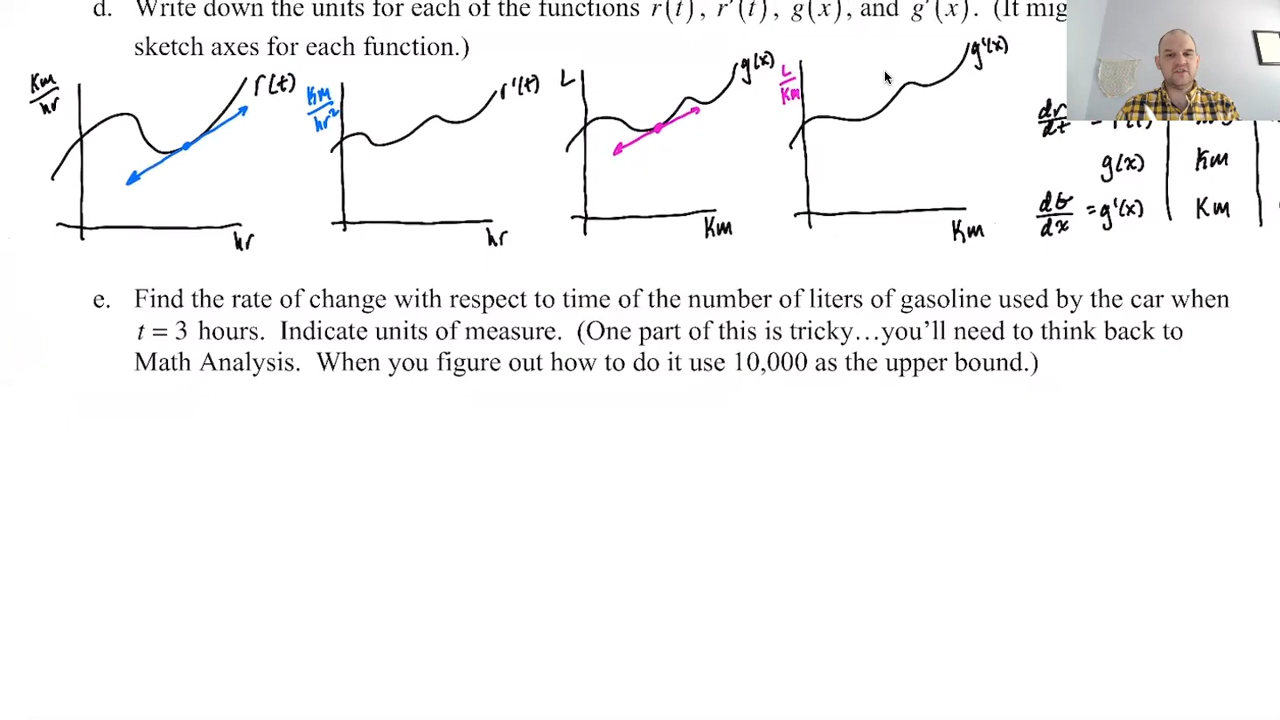 d. Write down the units for each of the functions r(t), r'(t), g(x), and g'(x). (It mig
sketch axes for each function.)
Km/hr r(t) hr
Km/hr² r'(t) hr
L g(x) Km
L/Km g'(x) Km
dr/dt
g(x) Km
=g'(x) Km
e. Find the rate of change with respect to time of the number of liters of gasoline used by the car when
t = 3 hours. Indicate units of measure. (One part of this is tricky…you’ll need to think back to
Math Analysis. When you figure out how to do it use 10,000 as the upper bound.)